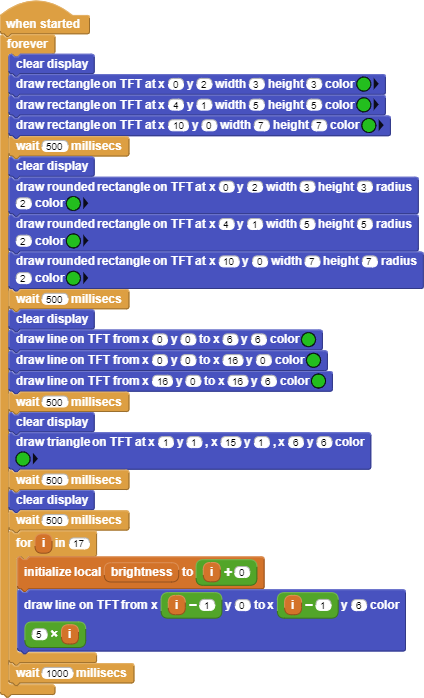 when started
forever
clear display
draw rectangle on TFT at x 0 y 2 width 3 height 3 color
draw rectangle on TFT at x 4 y 1 width 5 height 5 color
draw rectangle on TFT at x 10 y 0 width 7 height 7 color
wait 500 millisecs
clear display
draw rounded rectangle on TFT at x 0 y 2 width 3 height 3 radius
2 color
draw rounded rectangle on TFT at x 4 y 1 width 5 height 5 radius
2 color
draw rounded rectangle on TFT at x 10 y 0 width 7 height 7 radius
2 color
wait 500 millisecs
clear display
draw line on TFT from x 0 y 0 to x 6 y 6 color
draw line on TFT from x 0 y 0 to x 16 y 0 color
draw line on TFT from x 16 y 0 to x 16 y 6 color
wait 500 millisecs
clear display
draw triangle on TFT at x 1 y 1 , x 15 y 1 , x 6 y 6 color
wait 500 millisecs
clear display
wait 500 millisecs
for i in 17
initialize local brightness to i + 0
draw line on TFT from x i − 1 y 0 to x i − 1 y 6 color
5 × i
wait 1000 millisecs